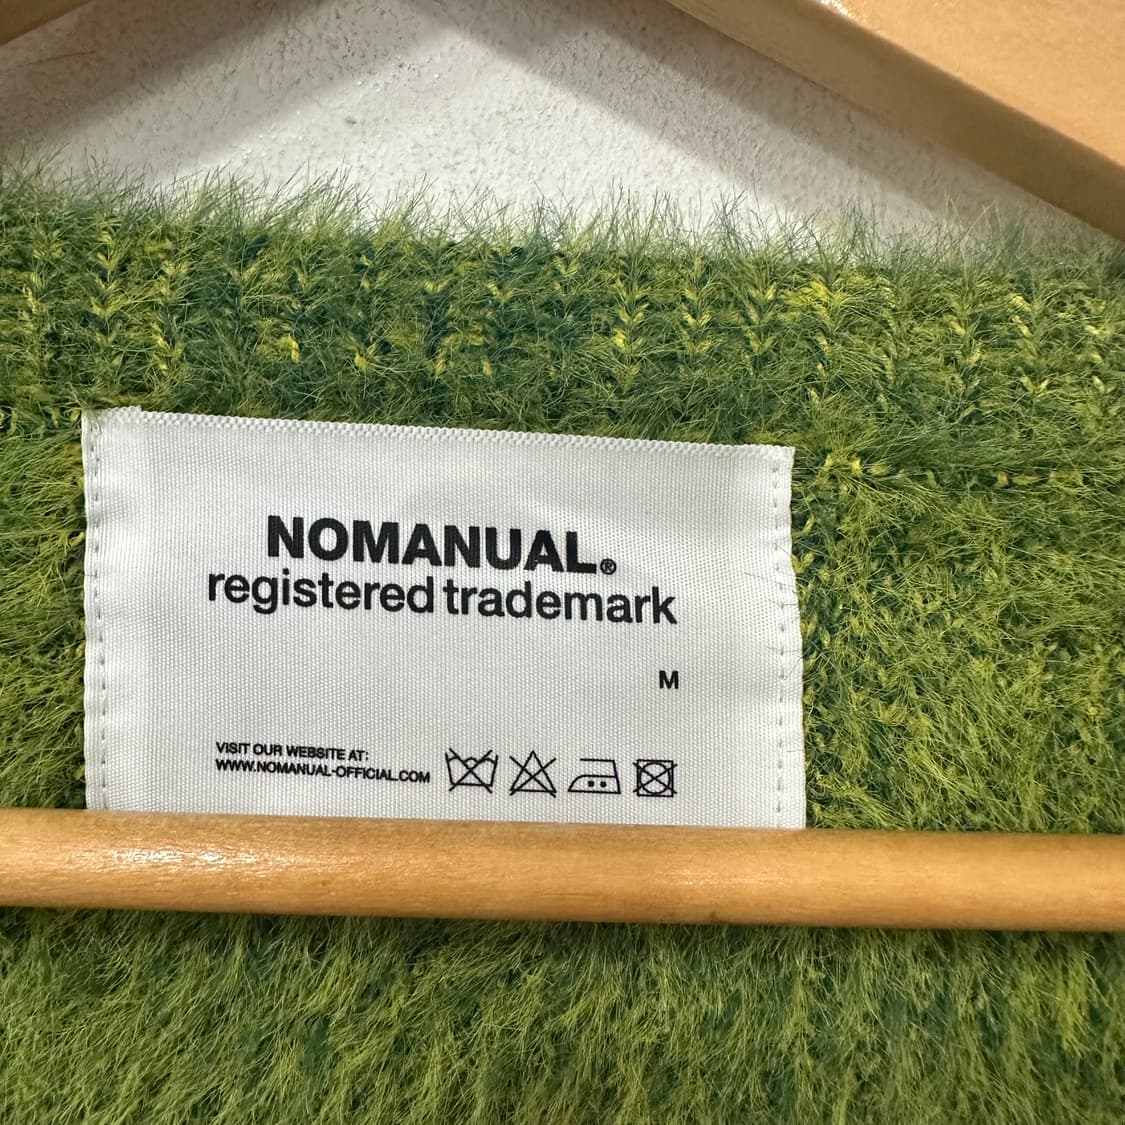 NOMANUAL.®
registered trademark
M
VISIT OUR WEBSITE AT:
WWW.NOMANUAL-OFFICIAL.COM